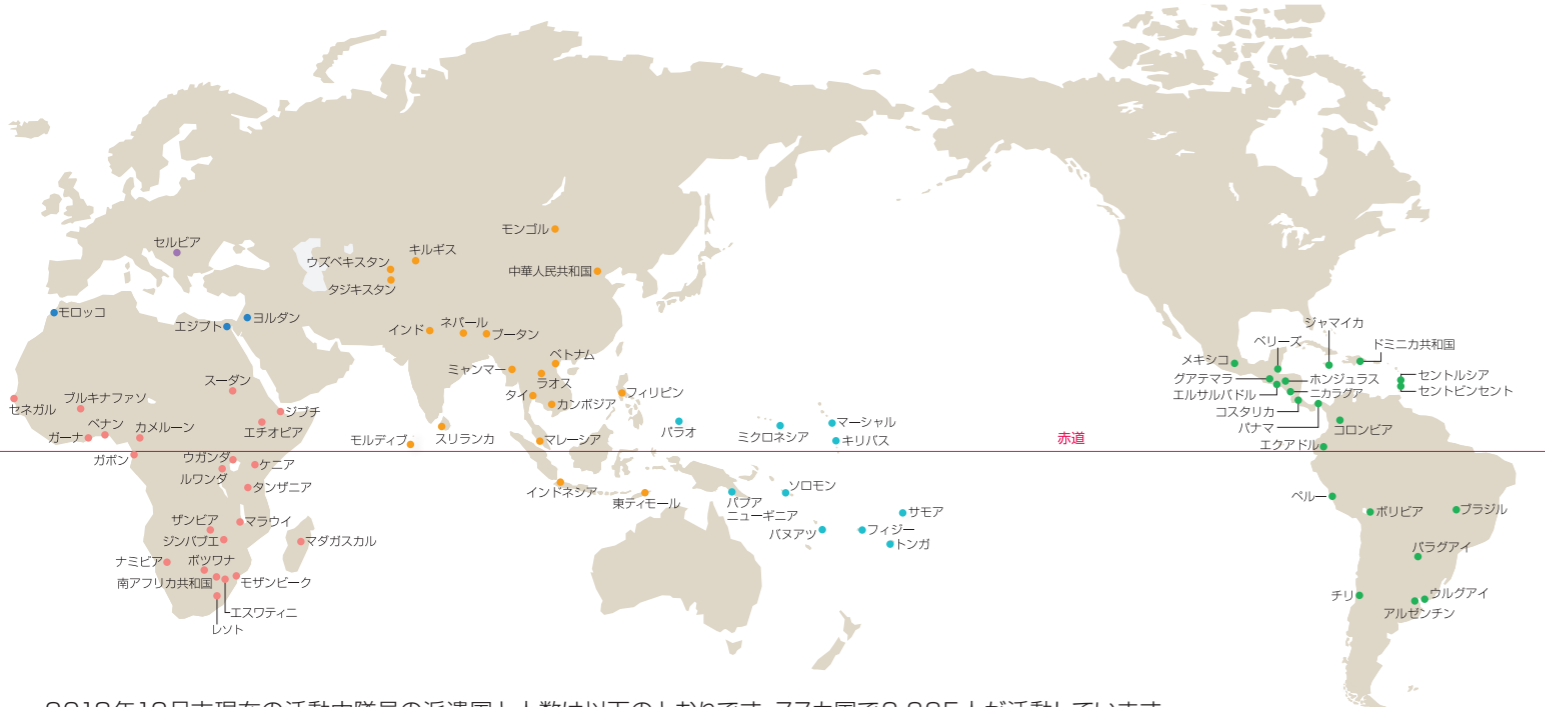 セルビア
モロッコ
エジプト
ヨルダン
スーダン
セネガル
ブルキナファソ
ジブチ
ベナン
カメルーン
エチオピア
ガーナ
ガボン
ウガンダ
ケニア
ルワンダ
タンザニア
ザンビア
マラウイ
ジンバブエ
マダガスカル
ナミビア
ボツワナ
南アフリカ共和国
モザンビーク
エスワティニ
レソト
モンゴル
キルギス
ウズベキスタン
中華人民共和国
タジキスタン
インド
ネパール
ブータン
ベトナム
ミャンマー
ラオス
タイ
フィリピン
カンボジア
モルディブ
スリランカ
マレーシア
インドネシア
東ティモール
パラオ
ミクロネシア
マーシャル
キリバス
パプア
ニューギニア
ソロモン
サモア
バヌアツ
フィジー
トンガ
赤道
ジャマイカ
ベリーズ
ドミニカ共和国
メキシコ
グアテマラ
ホンジュラス
セントルシア
エルサルバドル
ニカラグア
セントビンセント
コスタリカ
パナマ
コロンビア
エクアドル
ペルー
ボリビア
ブラジル
パラグアイ
チリ
ウルグアイ
アルゼンチン